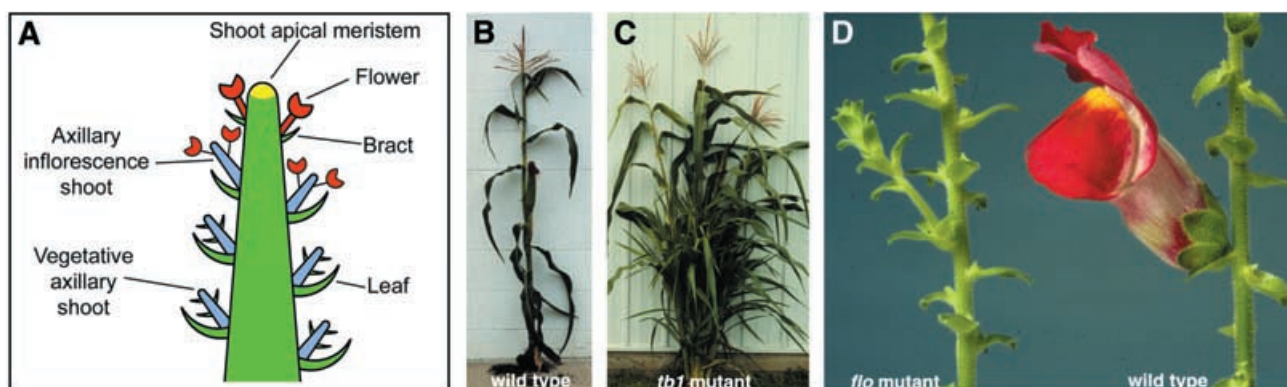 A
Shoot apical meristem
Flower
Axillary
inflorescence
shoot
Bract
Vegetative
axillary
shoot
Leaf
B
wild type
C
tb1 mutant
D
flo mutant
wild type